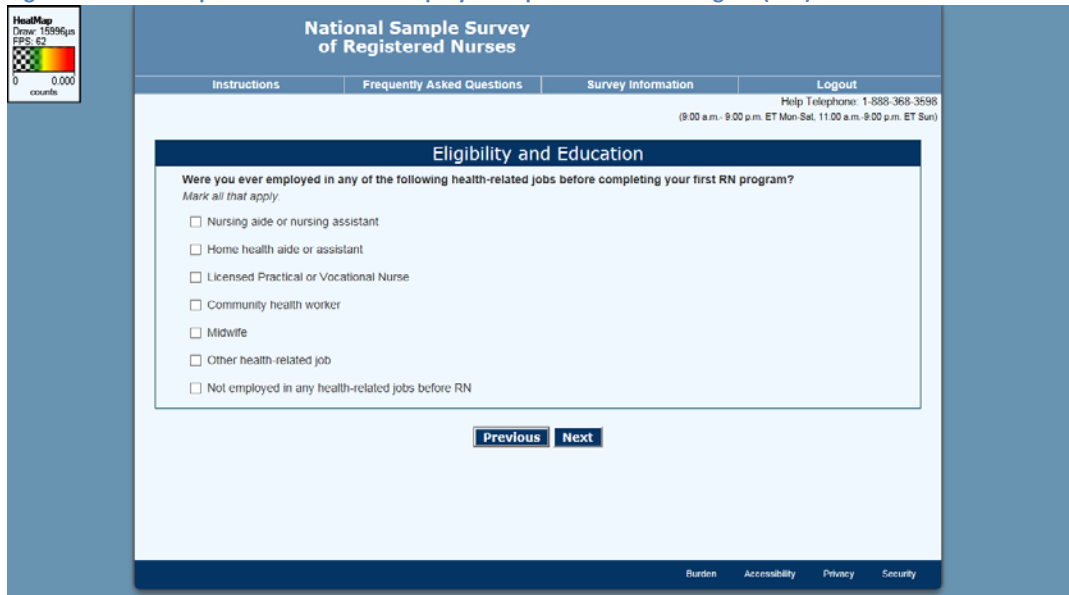 HeatMap
Draw: 15996µs
FPS: 62
0 0.000
counts
National Sample Survey
of Registered Nurses
Instructions Frequently Asked Questions Survey Information Logout
Help Telephone: 1-888-368-3598
(9:00 a.m.- 9:00 p.m. ET Mon-Sat, 11:00 a.m.-9:00 p.m. ET Sun)
Eligibility and Education
Were you ever employed in any of the following health-related jobs before completing your first RN program?
Mark all that apply.
Nursing aide or nursing assistant
Home health aide or assistant
Licensed Practical or Vocational Nurse
Community health worker
Midwife
Other health-related job
Not employed in any health-related jobs before RN
Previous Next
Burden Accessibility Privacy Security